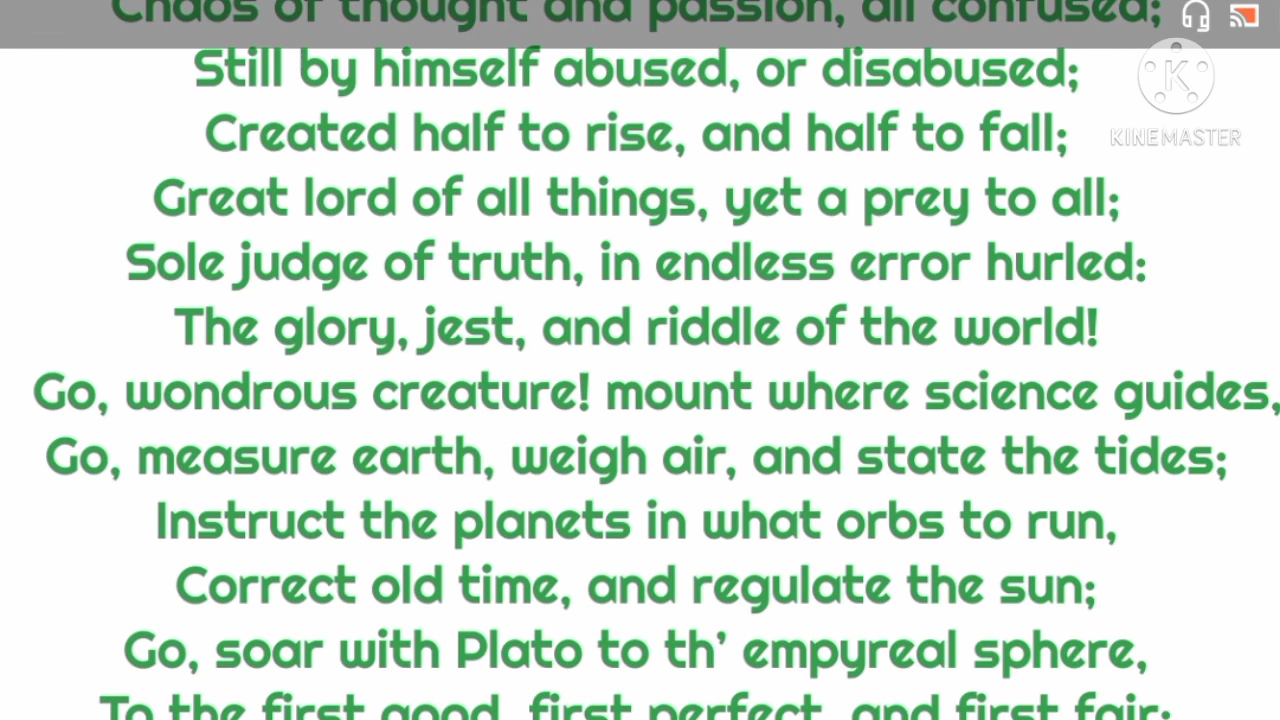 Chaos of thought and passion, all confused;
Still by himself abused, or disabused;
Created half to rise, and half to fall;
Great lord of all things, yet a prey to all;
Sole judge of truth, in endless error hurled:
The glory, jest, and riddle of the world!
Go, wondrous creature! mount where science guides,
Go, measure earth, weigh air, and state the tides;
Instruct the planets in what orbs to run,
Correct old time, and regulate the sun;
Go, soar with Plato to th’ empyreal sphere,
To the first good, first perfect, and first fair;
K
KINEMASTER